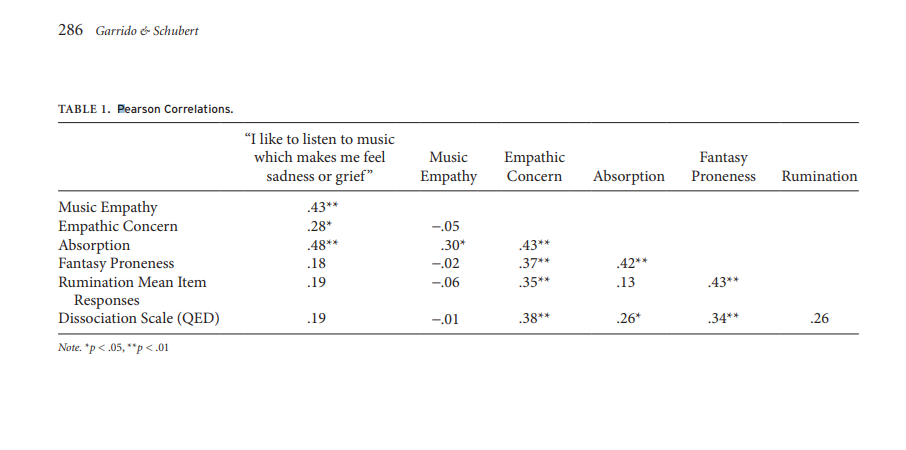 286 Garrido & Schubert
TABLE 1. Pearson Correlations.
“I like to listen to music
which makes me feel Music Empathic Fantasy
sadness or grief” Empathy Concern Absorption Proneness Rumination
Music Empathy .43**
Empathic Concern .28* −.05
Absorption .48** .30* .43**
Fantasy Proneness .18 −.02 .37** .42**
Rumination Mean Item .19 −.06 .35** .13 .43**
Responses
Dissociation Scale (QED) .19 −.01 .38** .26* .34** .26
Note. *p < .05, **p < .01